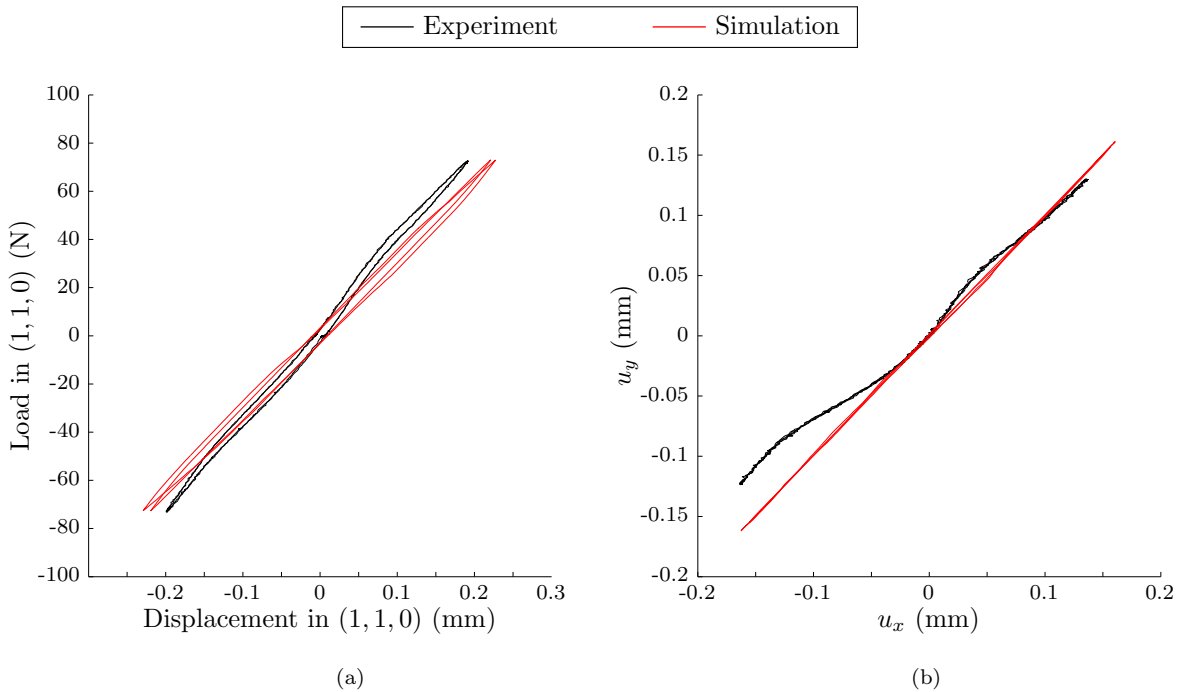 Experiment Simulation
100
80
60
40
20
0
-20
-40
-60
-80
-100
Load in (1, 1, 0) (N)
-0.2 -0.1 0 0.1 0.2 0.3
Displacement in (1, 1, 0) (mm)
(a)
0.2
0.15
0.1
0.05
0
-0.05
-0.1
-0.15
-0.2
u_y (mm)
-0.2 -0.1 0 0.1 0.2
u_x (mm)
(b)